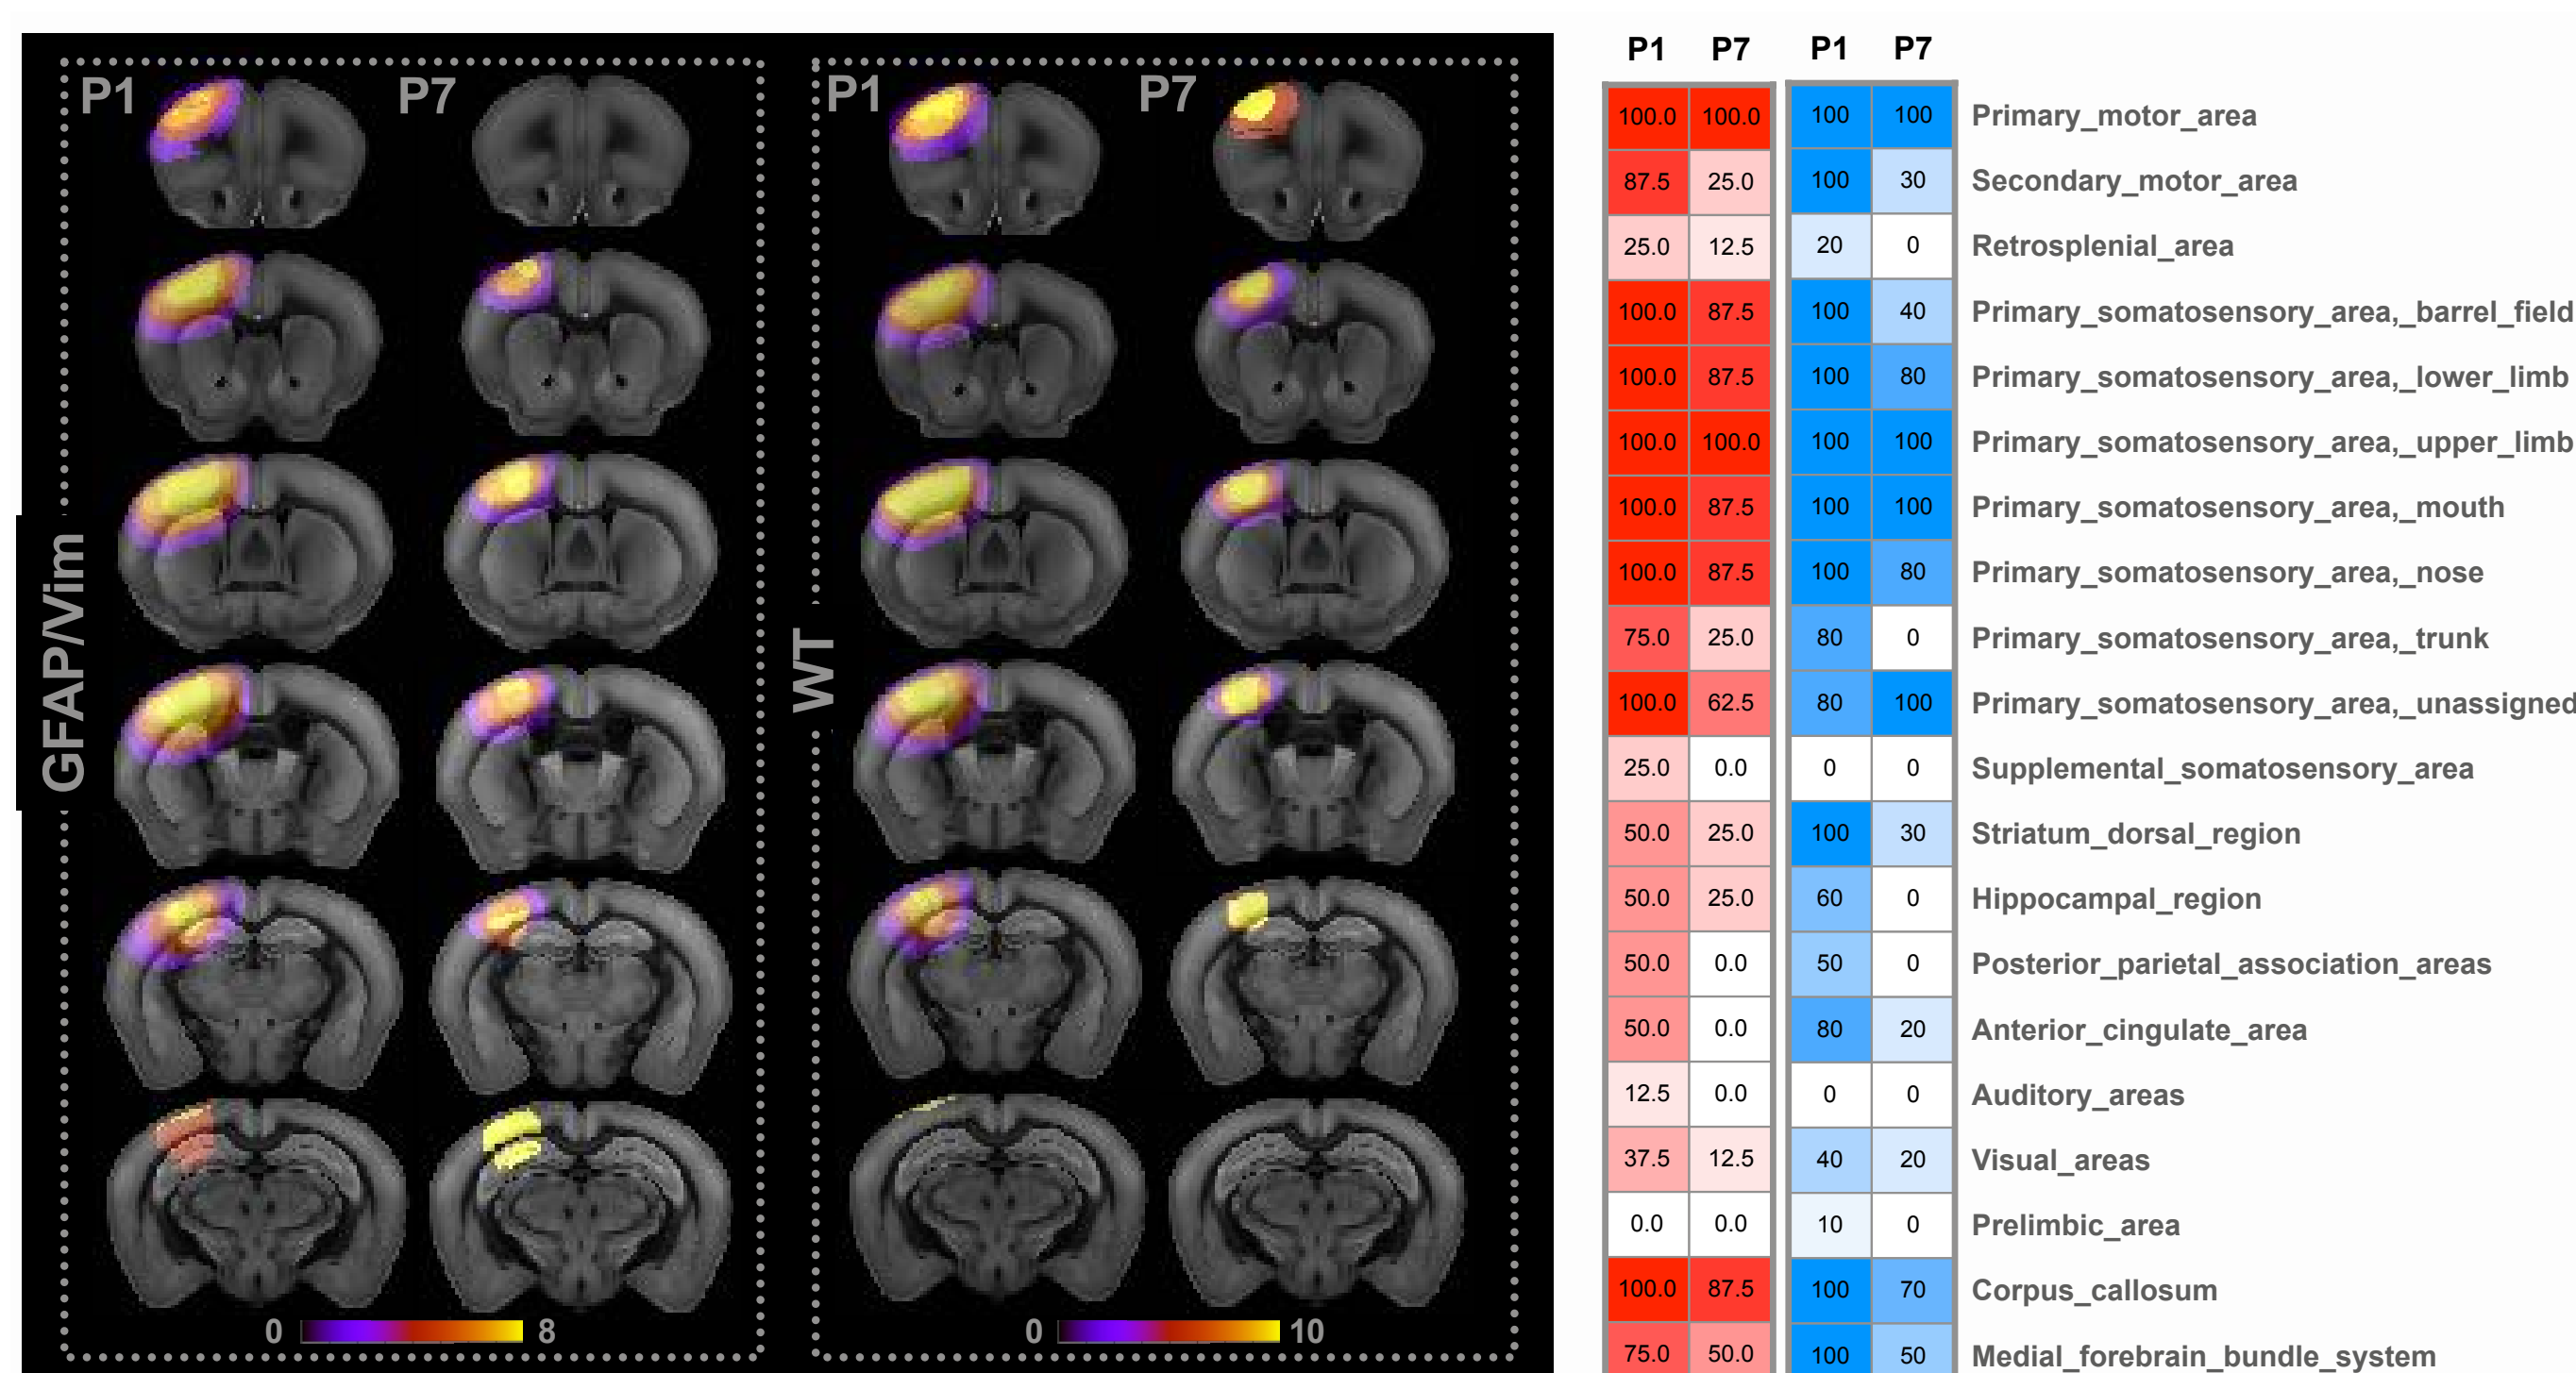 P1 P7 P1 P7
P1 P7 P1 P7
GFAP/Vim
WT
0 8 0 10
100.0 100.0 100 100 Primary_motor_area
87.5 25.0 100 30 Secondary_motor_area
25.0 12.5 20 0 Retrosplenial_area
100.0 87.5 100 40 Primary_somatosensory_area,_barrel_field
100.0 87.5 100 80 Primary_somatosensory_area,_lower_limb
100.0 100.0 100 100 Primary_somatosensory_area,_upper_limb
100.0 87.5 100 100 Primary_somatosensory_area,_mouth
100.0 87.5 100 80 Primary_somatosensory_area,_nose
75.0 25.0 80 0 Primary_somatosensory_area,_trunk
100.0 62.5 80 100 Primary_somatosensory_area,_unassigned
25.0 0.0 0 0 Supplemental_somatosensory_area
50.0 25.0 100 30 Striatum_dorsal_region
50.0 25.0 60 0 Hippocampal_region
50.0 0.0 50 0 Posterior_parietal_association_areas
50.0 0.0 80 20 Anterior_cingulate_area
12.5 0.0 0 0 Auditory_areas
37.5 12.5 40 20 Visual_areas
0.0 0.0 10 0 Prelimbic_area
100.0 87.5 100 70 Corpus_callosum
75.0 50.0 100 50 Medial_forebrain_bundle_system